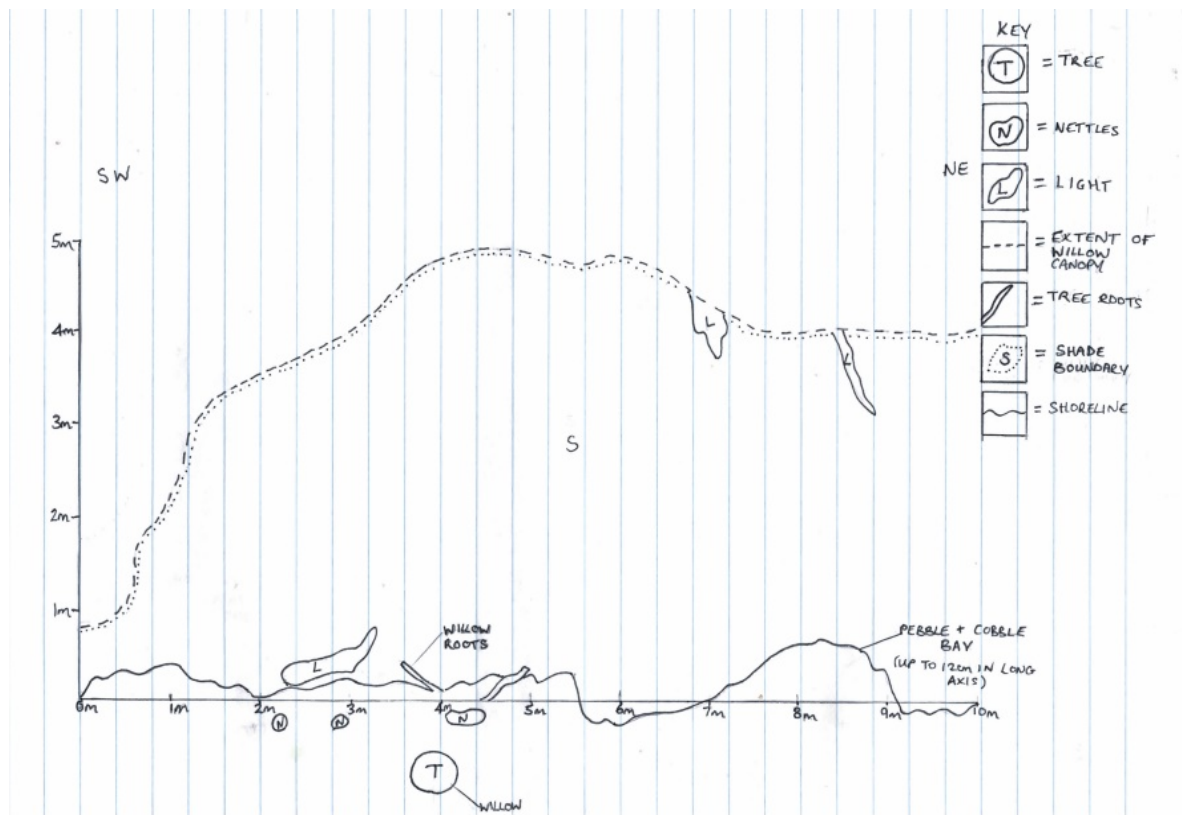 KEY
T
= TREE
N
= NETTLES
SW
NE
L
= LIGHT
5m
= EXTENT OF
WILLOW
CANOPY
= TREE ROOTS
4m
L
L
S
= SHADE
BOUNDARY
3m
= SHORELINE
S
2m
1m
WILLOW
ROOTS
PEBBLE + COBBLE
BAY
(UP TO 12cm IN LONG
AXIS)
L
0m
1m
2m
3m
4m
5m
6m
7m
8m
9m
10m
N
N
N
T
WILLOW